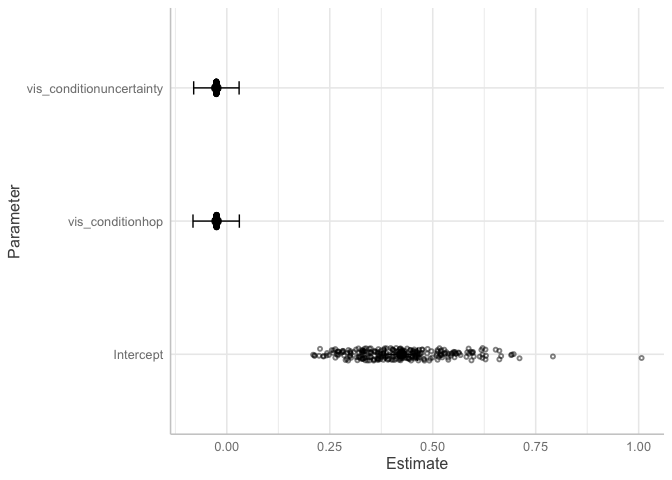 vis_conditionuncertainty
vis_conditionhop
Intercept
Parameter
0.00 0.25 0.50 0.75 1.00
Estimate